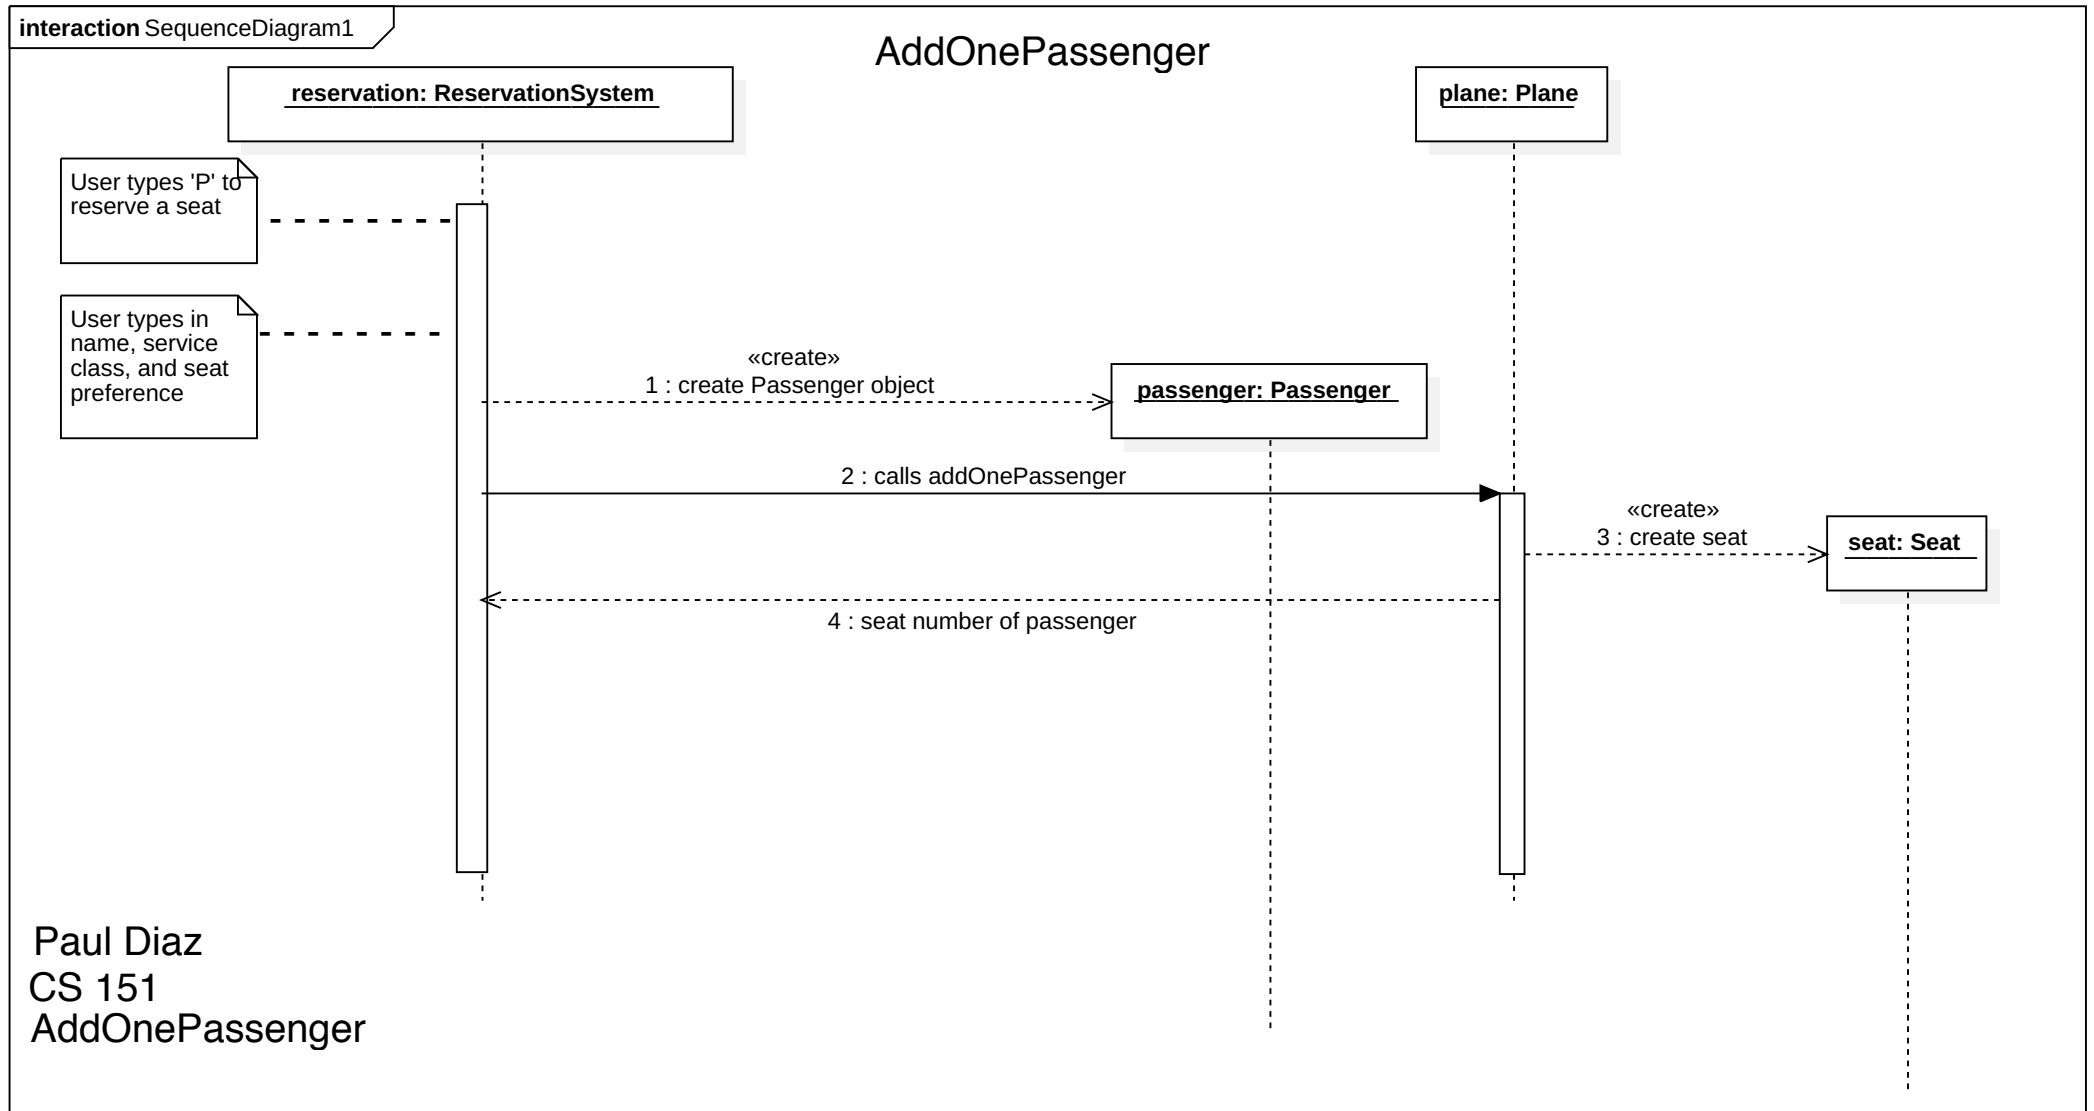 interaction SequenceDiagram1
AddOnePassenger
reservation: ReservationSystem
plane: Plane
User types 'P' to
reserve a seat
User types in
name, service
class, and seat
preference
«create»
1 : create Passenger object
passenger: Passenger
2 : calls addOnePassenger
«create»
3 : create seat
seat: Seat
4 : seat number of passenger
Paul Diaz
CS 151
AddOnePassenger